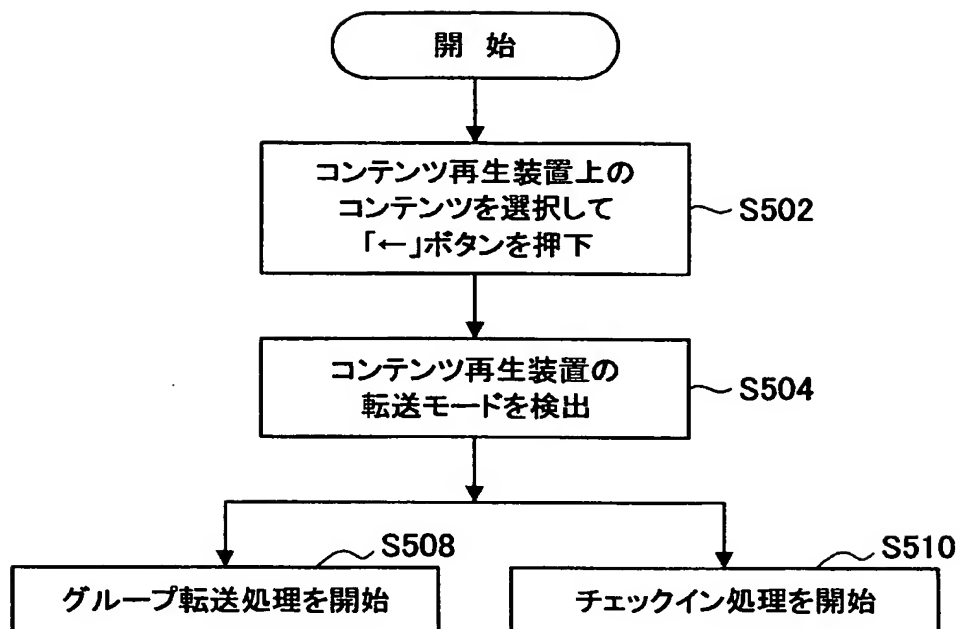 開 始
コンテンツ再生装置上の
コンテンツを選択して
「←」ボタンを押下
S502
コンテンツ再生装置の
転送モードを検出
S504
S508
グループ転送処理を開始
S510
チェックイン処理を開始